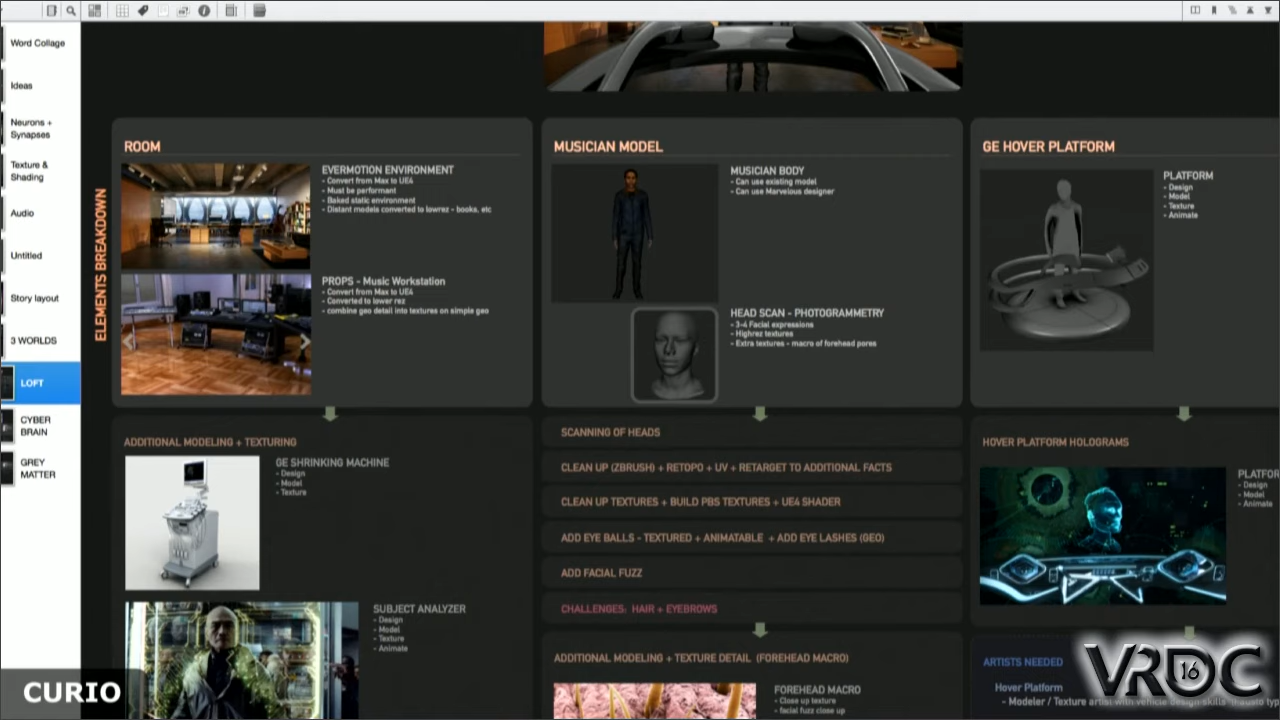 Word Collage
Ideas
Neurons +
Synapses
Texture &
Shading
Audio
Untitled
Story layout
3 WORLDS
LOFT
CYBER
BRAIN
GREY
MATTER
ELEMENTS BREAKDOWN
ROOM
EVERMOTION ENVIRONMENT
- Convert from Max to UE4
- Must be performant
- Baked static environment
- Distant models converted to lowrez - books, etc
PROPS - Music Workstation
- Convert from Max to UE4
- Converted to lower rez
- combine geo detail into textures on simple geo
ADDITIONAL MODELING + TEXTURING
GE SHRINKING MACHINE
- Design
- Model
- Texture
SUBJECT ANALYZER
- Design
- Model
- Texture
- Animate
MUSICIAN MODEL
MUSICIAN BODY
- Can use existing model
- Can use Marvelous designer
HEAD SCAN - PHOTOGRAMMETRY
- 3-4 Facial expressions
- Highrez textures
- Extra textures - macro of forehead pores
SCANNING OF HEADS
CLEAN UP (ZBRUSH) + RETOPO + UV + RETARGET TO ADDITIONAL FACTS
CLEAN UP TEXTURES + BUILD PBS TEXTURES + UE4 SHADER
ADD EYE BALLS - TEXTURED + ANIMATABLE + ADD EYE LASHES (GEO)
ADD FACIAL FUZZ
CHALLENGES: HAIR + EYEBROWS
ADDITIONAL MODELING + TEXTURE DETAIL (FOREHEAD MACRO)
FOREHEAD MACRO
- Close up texture
- facial fuzz close up
GE HOVER PLATFORM
PLATFORM
- Design
- Model
- Texture
- Animate
HOVER PLATFORM HOLOGRAMS
PLATFOR
- Design
- Model
- Animate
ARTISTS NEEDED
Hover Platform
- Modeler / Texture artist with vehicle design skills
CURIO
VRDC
16